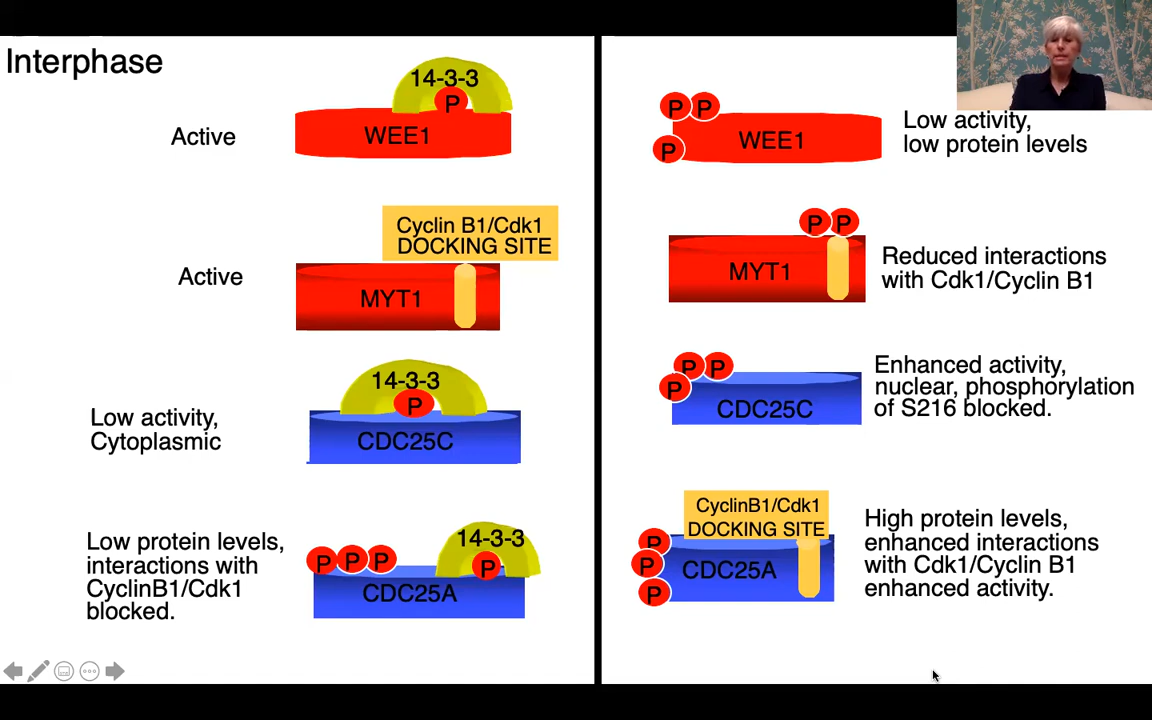 Interphase
Active
14-3-3
P
WEE1
Active
Cyclin B1/Cdk1
DOCKING SITE
MYT1
Low activity,
Cytoplasmic
14-3-3
P
CDC25C
Low protein levels,
interactions with
CyclinB1/Cdk1
blocked.
P P P
14-3-3
P
CDC25A
P P
P
WEE1
Low activity,
low protein levels
P P
MYT1
Reduced interactions
with Cdk1/Cyclin B1
P P
P
CDC25C
Enhanced activity,
nuclear, phosphorylation
of S216 blocked.
CyclinB1/Cdk1
DOCKING SITE
P
P
P
CDC25A
High protein levels,
enhanced interactions
with Cdk1/Cyclin B1
enhanced activity.